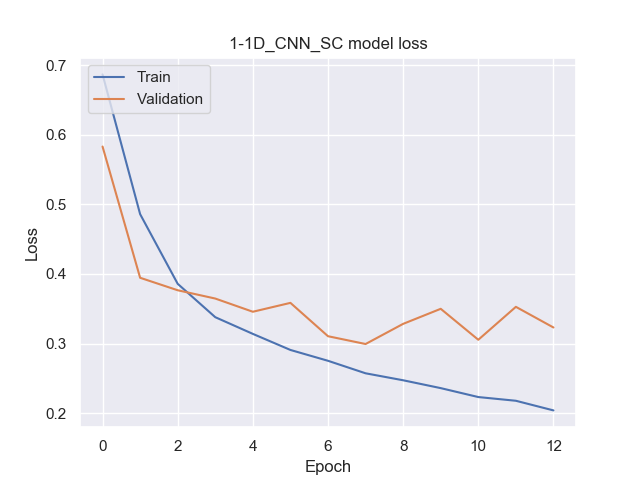 1-1D_CNN_SC model loss
Train
Validation
0.7
0.6
0.5
0.4
0.3
0.2
Loss
0 2 4 6 8 10 12
Epoch